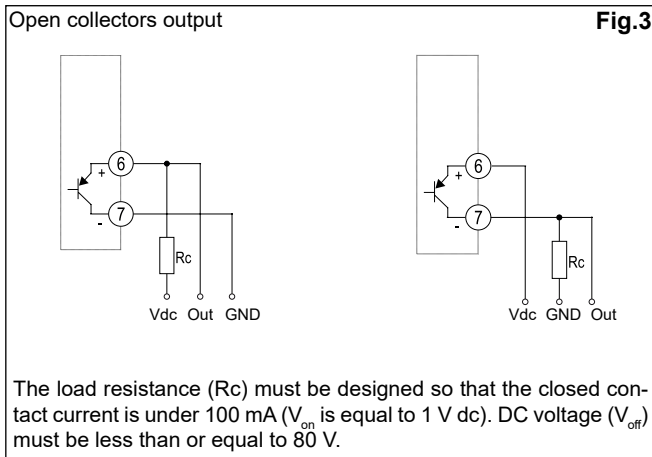 Open collectors output
Fig.3
6
+
7
-
Rc
Vdc Out GND
6
+
7
-
Rc
Vdc GND Out
The load resistance (Rc) must be designed so that the closed con-
tact current is under 100 mA (Von is equal to 1 V dc). DC voltage (Voff)
must be less than or equal to 80 V.